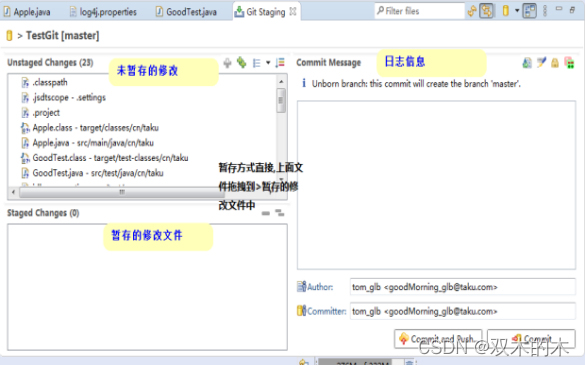 Apple.java log4j.properties GoodTest.java Git Staging Filter files
> TestGit [master]
Unstaged Changes (23)
未暂存的修改
Commit Message
日志信息
.classpath
.jsdtscope - .settings
.project
Apple.class - target/classes/cn/taku
Apple.java - src/main/java/cn/taku
GoodTest.class - target/test-classes/cn/taku
GoodTest.java - src/test/java/cn/taku
Unborn branch: this commit will create the branch 'master'.
暂存方式直接,上面文
件拖拽到>暂存的修
改文件中
Staged Changes (0)
暂存的修改文件
Author: tom_glb <goodMorning_glb@taku.com>
Committer: tom_glb <goodMorning_glb@taku.com>
Commit and Push... Commit
CSDN @双木的木